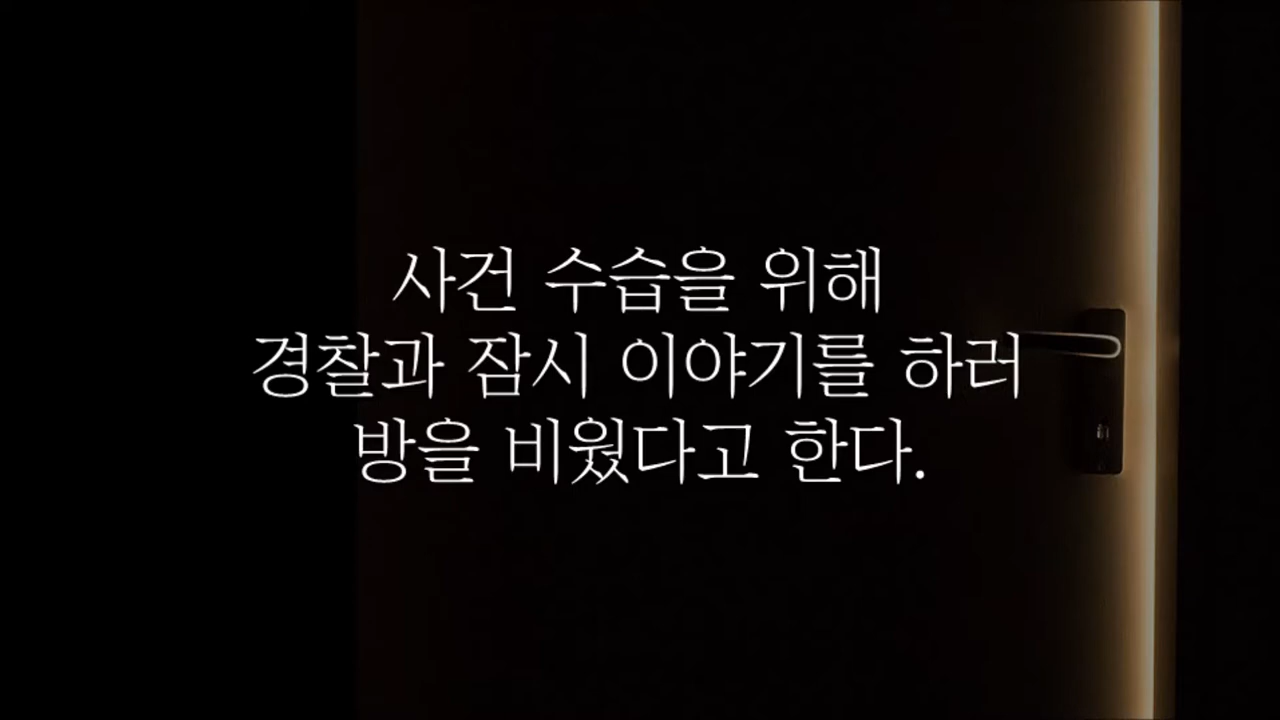 사건 수습을 위해
경찰과 잠시 이야기를 하러
방을 비웠다고 한다.